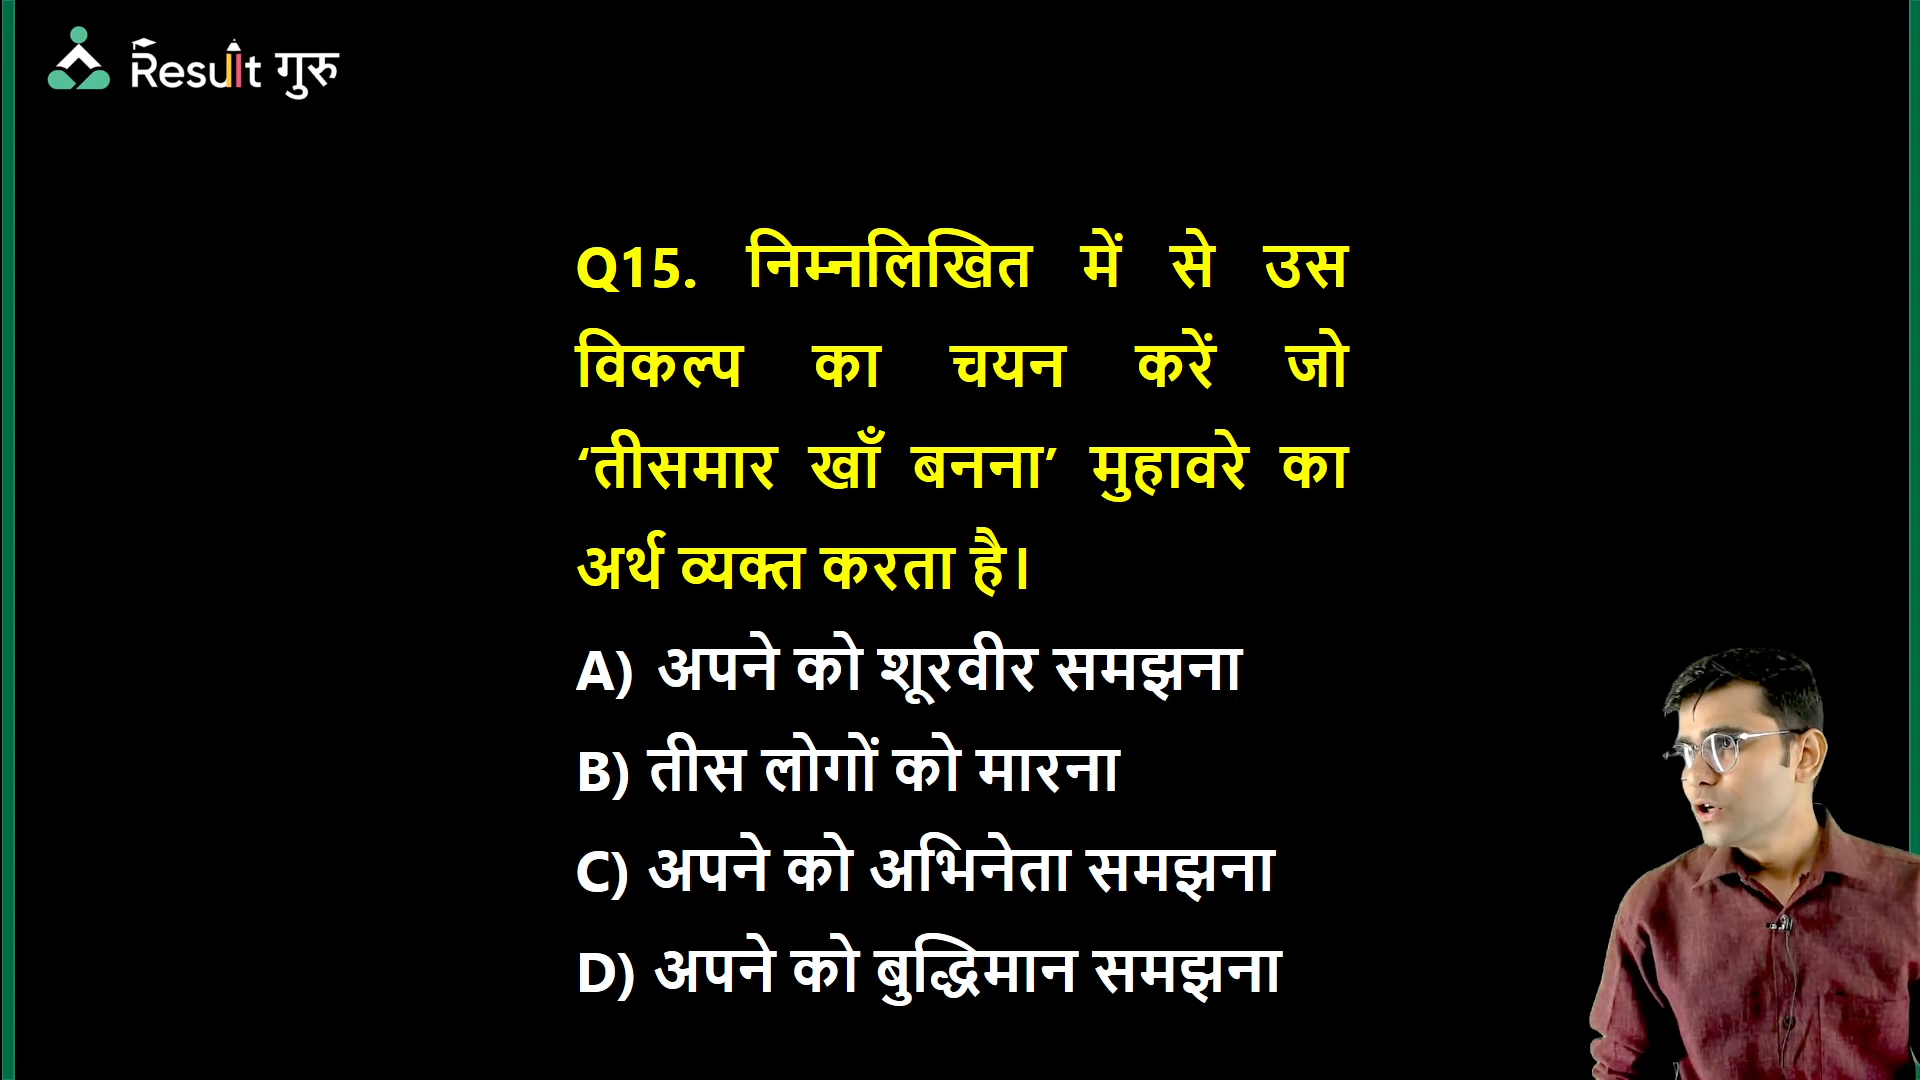 Result गुरु
Q15. निम्नलिखित में से उस
विकल्प का चयन करें जो
‘तीसमार खाँ बनना’ मुहावरे का
अर्थ व्यक्त करता है।
A) अपने को शूरवीर समझना
B) तीस लोगों को मारना
C) अपने को अभिनेता समझना
D) अपने को बुद्धिमान समझना